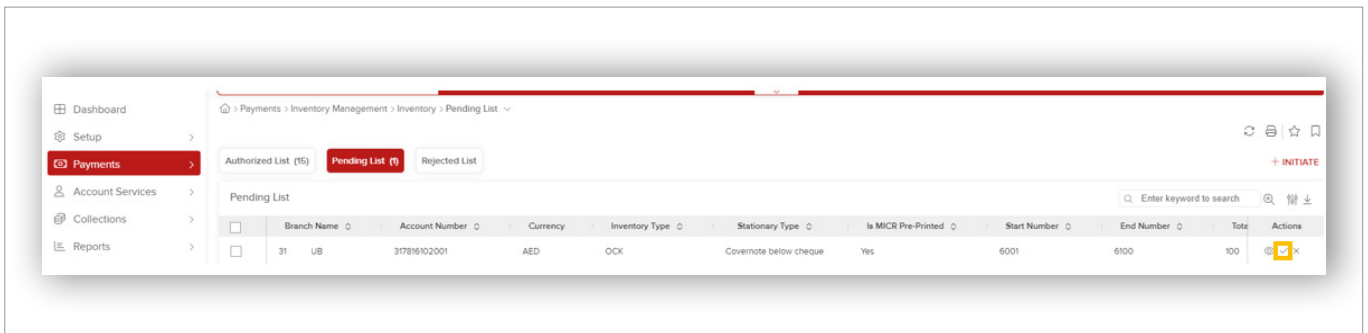 Dashboard
Setup
Payments
Account Services
Collections
Reports
> Payments > Inventory Management > Inventory > Pending List
Authorized List (15) Pending List (1) Rejected List
+ INITIATE
Pending List
Enter keyword to search
Branch Name Account Number Currency Inventory Type Stationary Type Is MICR Pre-Printed Start Number End Number Tota Actions
31 UB 317816102001 AED OCK Covernote below cheque Yes 6001 6100 100